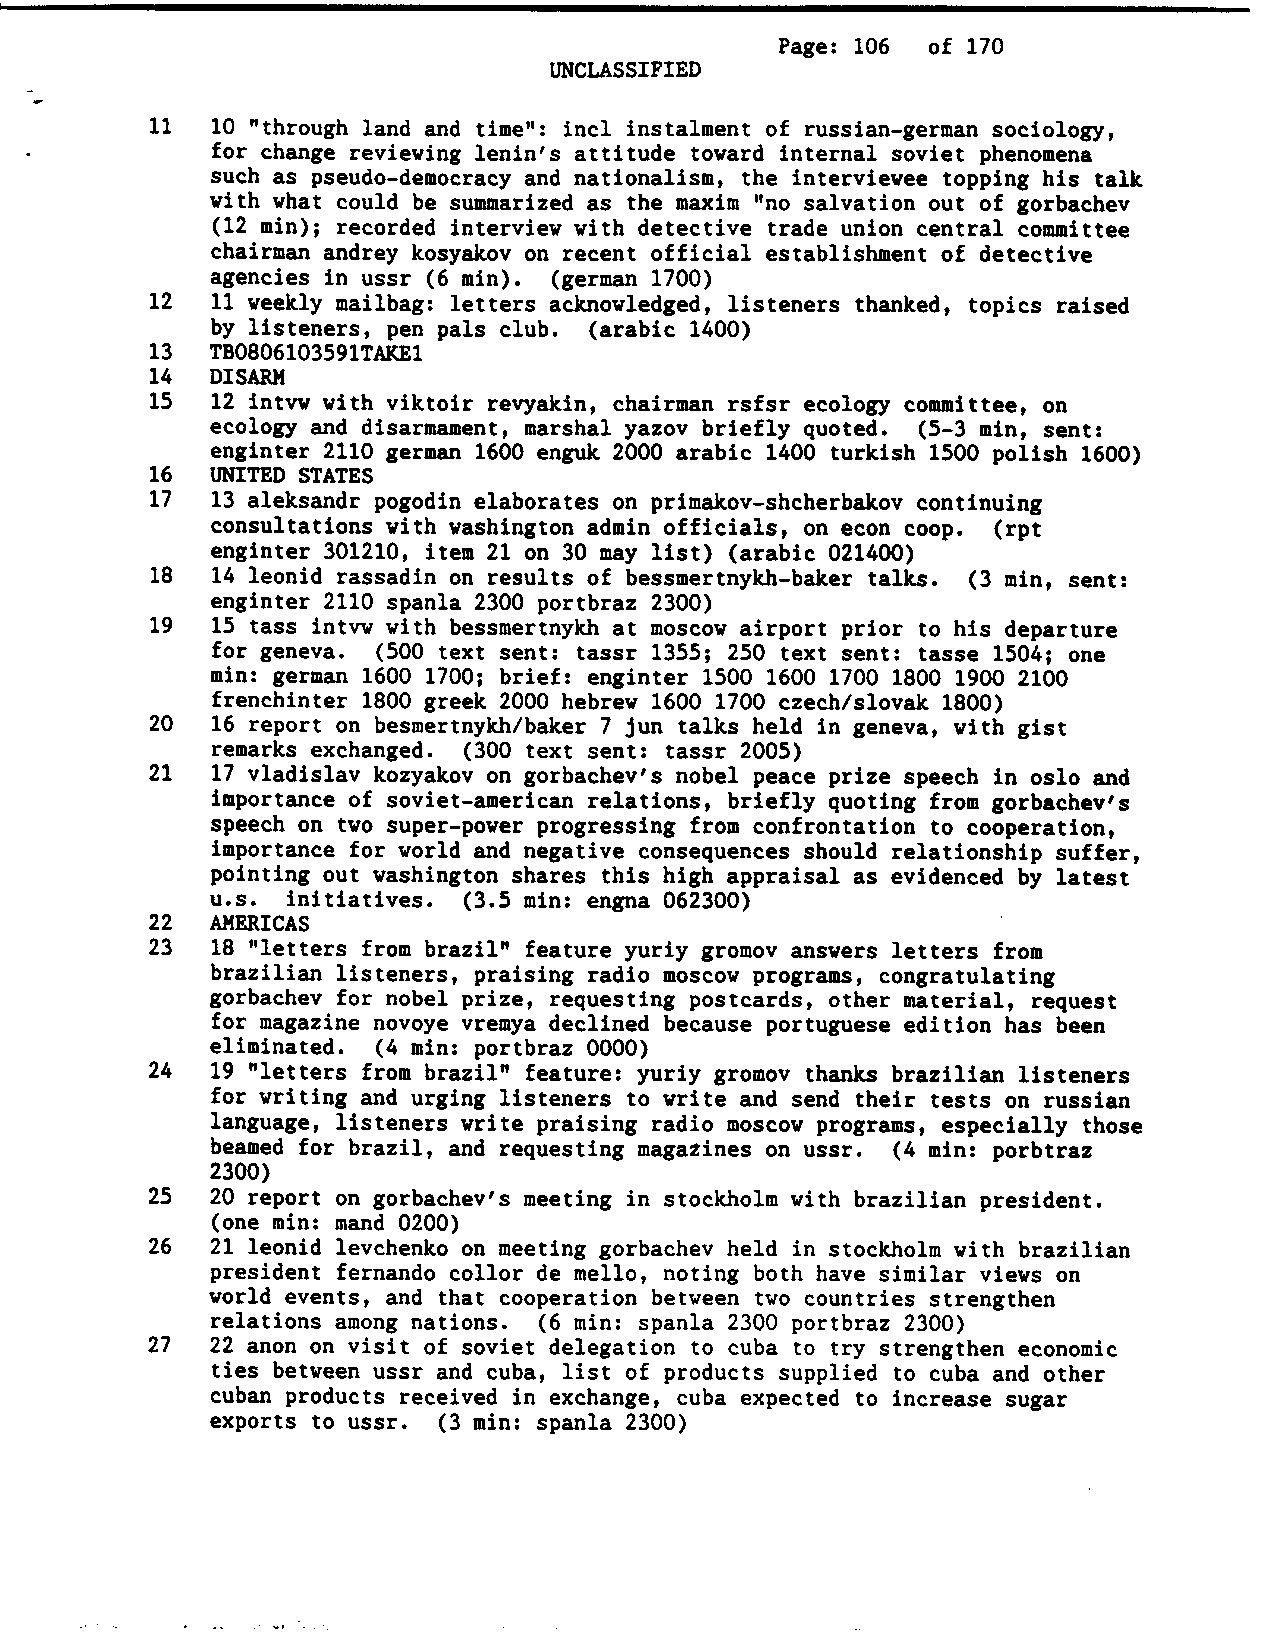 Page: 106 of 170
UNCLASSIFIED
11 10 "through land and time": incl instalment of russian-german sociology,
for change reviewing lenin's attitude toward internal soviet phenomena
such as pseudo-democracy and nationalism, the interviewee topping his talk
with what could be summarized as the maxim "no salvation out of gorbachev
(12 min); recorded interview with detective trade union central committee
chairman andrey kosyakov on recent official establishment of detective
agencies in ussr (6 min). (german 1700)
12 11 weekly mailbag: letters acknowledged, listeners thanked, topics raised
by listeners, pen pals club. (arabic 1400)
13 TB0806103591TAKE1
14 DISARM
15 12 intvw with viktoir revyakin, chairman rsfsr ecology committee, on
ecology and disarmament, marshal yazov briefly quoted. (5-3 min, sent:
enginter 2110 german 1600 enguk 2000 arabic 1400 turkish 1500 polish 1600)
16 UNITED STATES
17 13 aleksandr pogodin elaborates on primakov-shcherbakov continuing
consultations with washington admin officials, on econ coop. (rpt
enginter 301210, item 21 on 30 may list) (arabic 021400)
18 14 leonid rassadin on results of bessmertnykh-baker talks. (3 min, sent:
enginter 2110 spanla 2300 portbraz 2300)
19 15 tass intvw with bessmertnykh at moscow airport prior to his departure
for geneva. (500 text sent: tassr 1355; 250 text sent: tasse 1504; one
min: german 1600 1700; brief: enginter 1500 1600 1700 1800 1900 2100
frenchinter 1800 greek 2000 hebrew 1600 1700 czech/slovak 1800)
20 16 report on besmertnykh/baker 7 jun talks held in geneva, with gist
remarks exchanged. (300 text sent: tassr 2005)
21 17 vladislav kozyakov on gorbachev's nobel peace prize speech in oslo and
importance of soviet-american relations, briefly quoting from gorbachev's
speech on two super-power progressing from confrontation to cooperation,
importance for world and negative consequences should relationship suffer,
pointing out washington shares this high appraisal as evidenced by latest
u.s. initiatives. (3.5 min: engna 062300)
22 AMERICAS
23 18 "letters from brazil" feature yuriy gromov answers letters from
brazilian listeners, praising radio moscow programs, congratulating
gorbachev for nobel prize, requesting postcards, other material, request
for magazine novoye vremya declined because portuguese edition has been
eliminated. (4 min: portbraz 0000)
24 19 "letters from brazil" feature: yuriy gromov thanks brazilian listeners
for writing and urging listeners to write and send their tests on russian
language, listeners write praising radio moscow programs, especially those
beamed for brazil, and requesting magazines on ussr. (4 min: porbtraz
2300)
25 20 report on gorbachev's meeting in stockholm with brazilian president.
(one min: mand 0200)
26 21 leonid levchenko on meeting gorbachev held in stockholm with brazilian
president fernando collor de mello, noting both have similar views on
world events, and that cooperation between two countries strengthen
relations among nations. (6 min: spanla 2300 portbraz 2300)
27 22 anon on visit of soviet delegation to cuba to try strengthen economic
ties between ussr and cuba, list of products supplied to cuba and other
cuban products received in exchange, cuba expected to increase sugar
exports to ussr. (3 min: spanla 2300)